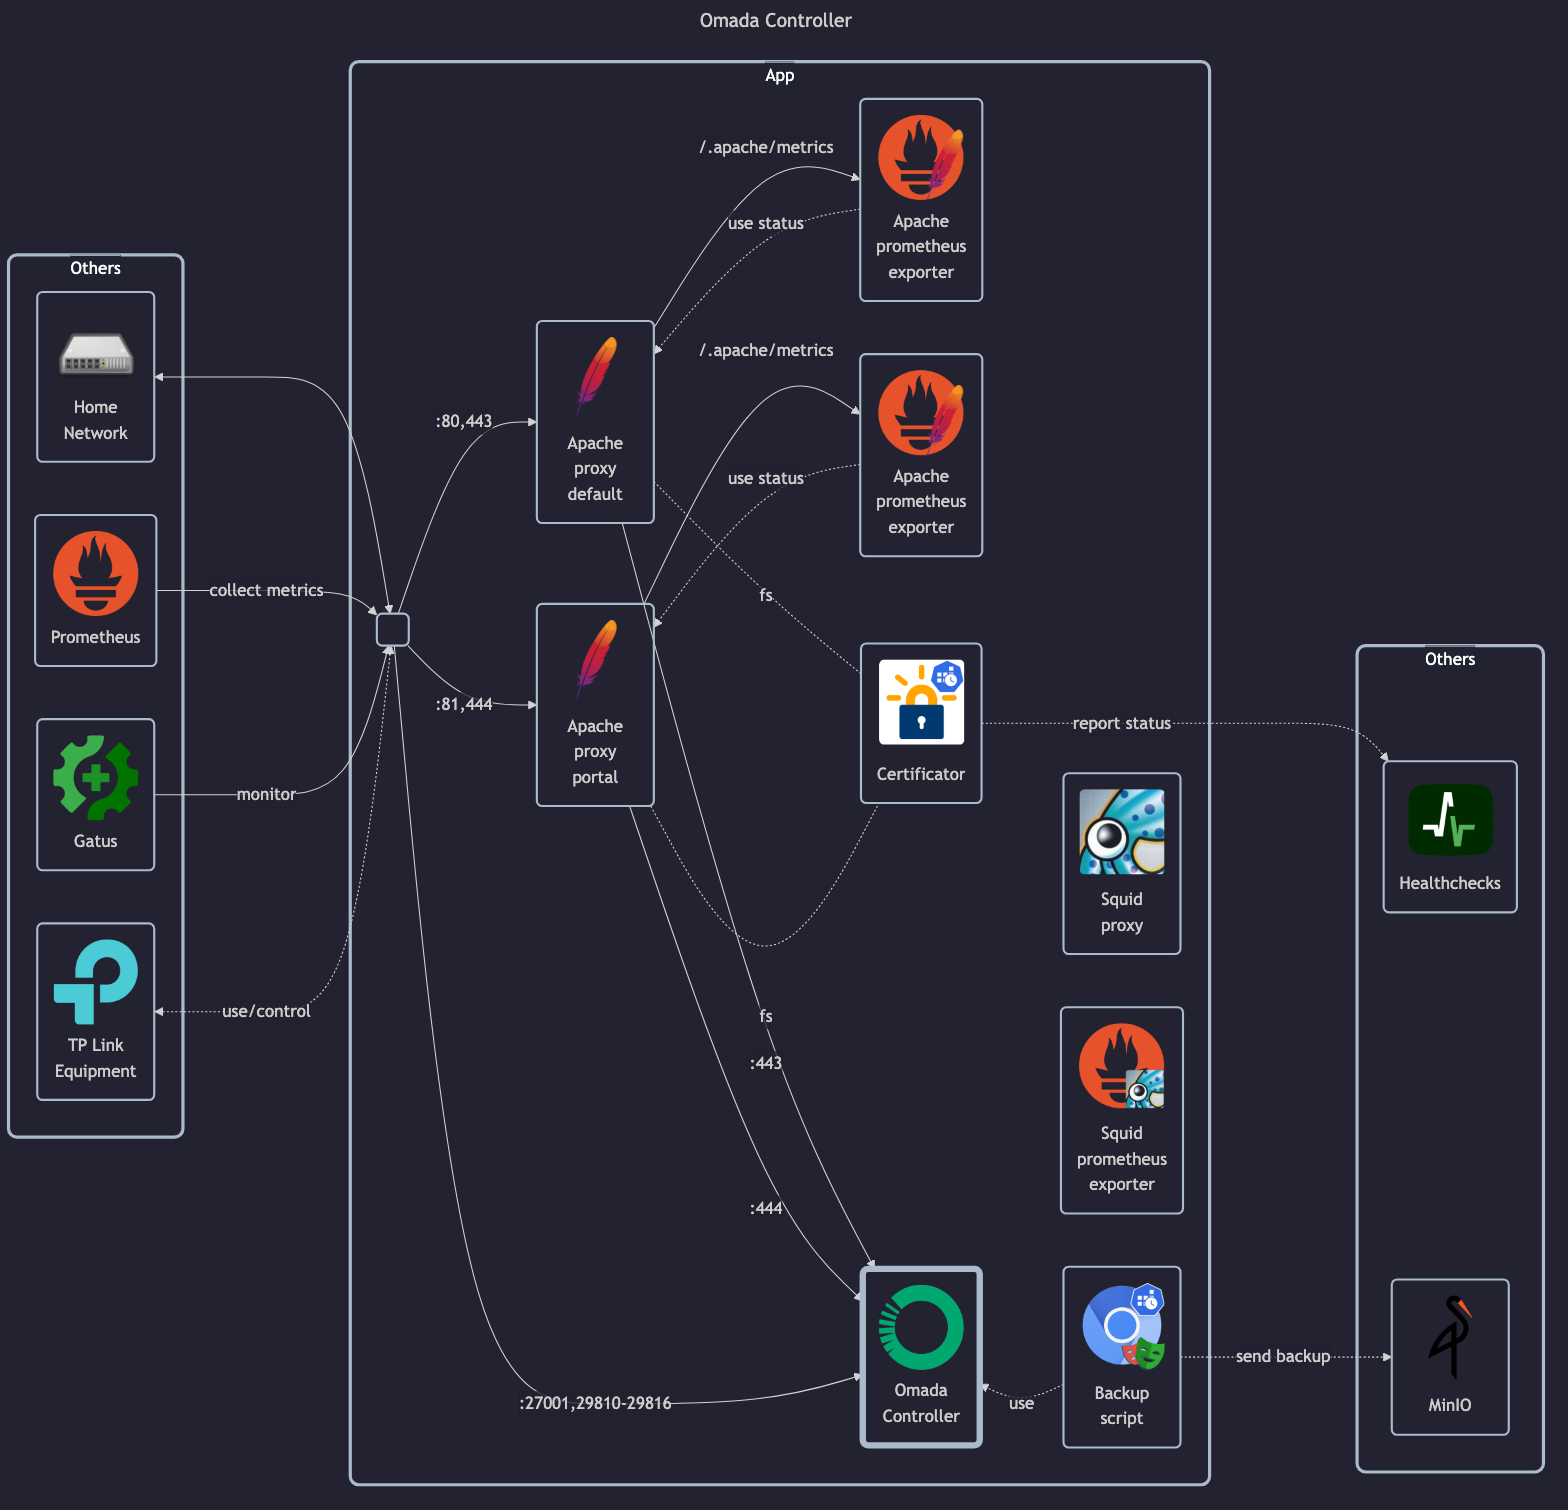 Omada Controller
App
Others
Home
Network
Prometheus
Gatus
TP Link
Equipment
collect metrics
monitor
use/control
:80,443
:81,444
:27001,29810-29816
Apache
proxy
default
Apache
proxy
portal
/.apache/metrics
use status
/.apache/metrics
use status
fs
fs
:443
:444
Apache
prometheus
exporter
Apache
prometheus
exporter
Certificator
Omada
Controller
use
Squid
proxy
Squid
prometheus
exporter
Backup
script
report status
send backup
Others
Healthchecks
MinIO